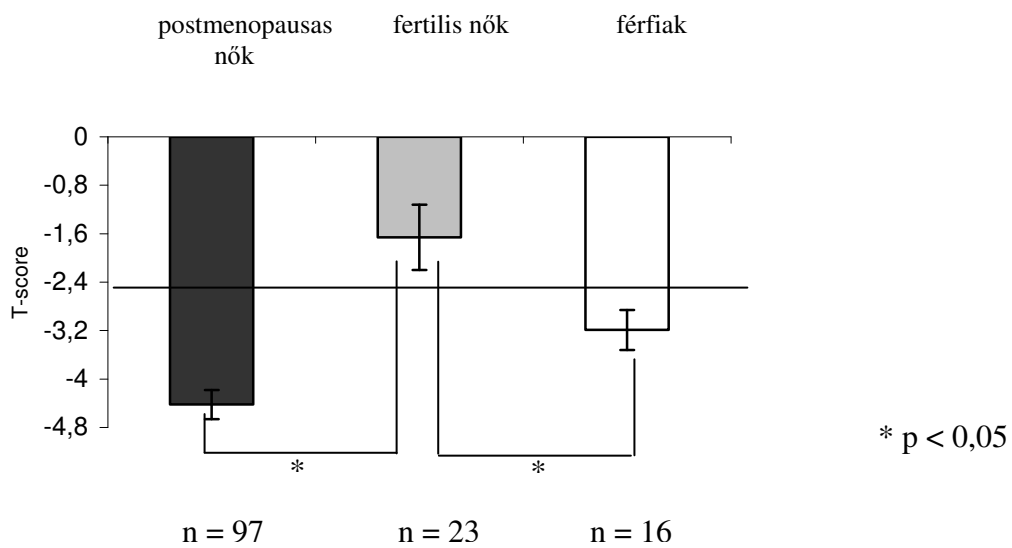 postmenopausas
nők
fertilis nők
férfiak
0
-0,8
-1,6
-2,4
-3,2
-4
-4,8
T-score
*
*
* p < 0,05
n = 97
n = 23
n = 16